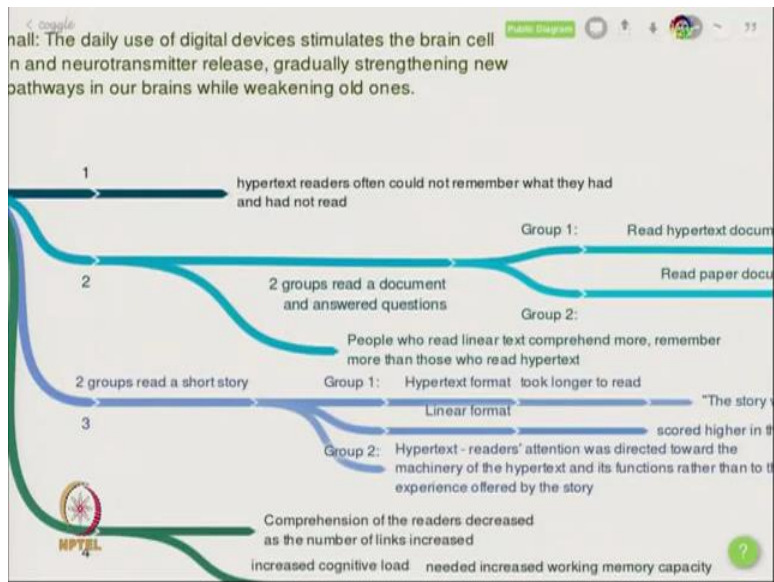 < coggle
Public Diagram
nall: The daily use of digital devices stimulates the brain cell
n and neurotransmitter release, gradually strengthening new
pathways in our brains while weakening old ones.
1
hypertext readers often could not remember what they had
and had not read
Group 1:
Read hypertext docum
2
2 groups read a document
and answered questions
Read paper docu
Group 2:
People who read linear text comprehend more, remember
more than those who read hypertext
2 groups read a short story
Group 1:
Hypertext format
took longer to read
"The story
3
Linear format
scored higher in th
Group 2:
Hypertext - readers' attention was directed toward the
machinery of the hypertext and its functions rather than to th
experience offered by the story
NPTEL
4
Comprehension of the readers decreased
as the number of links increased
increased cognitive load
needed increased working memory capacity
?